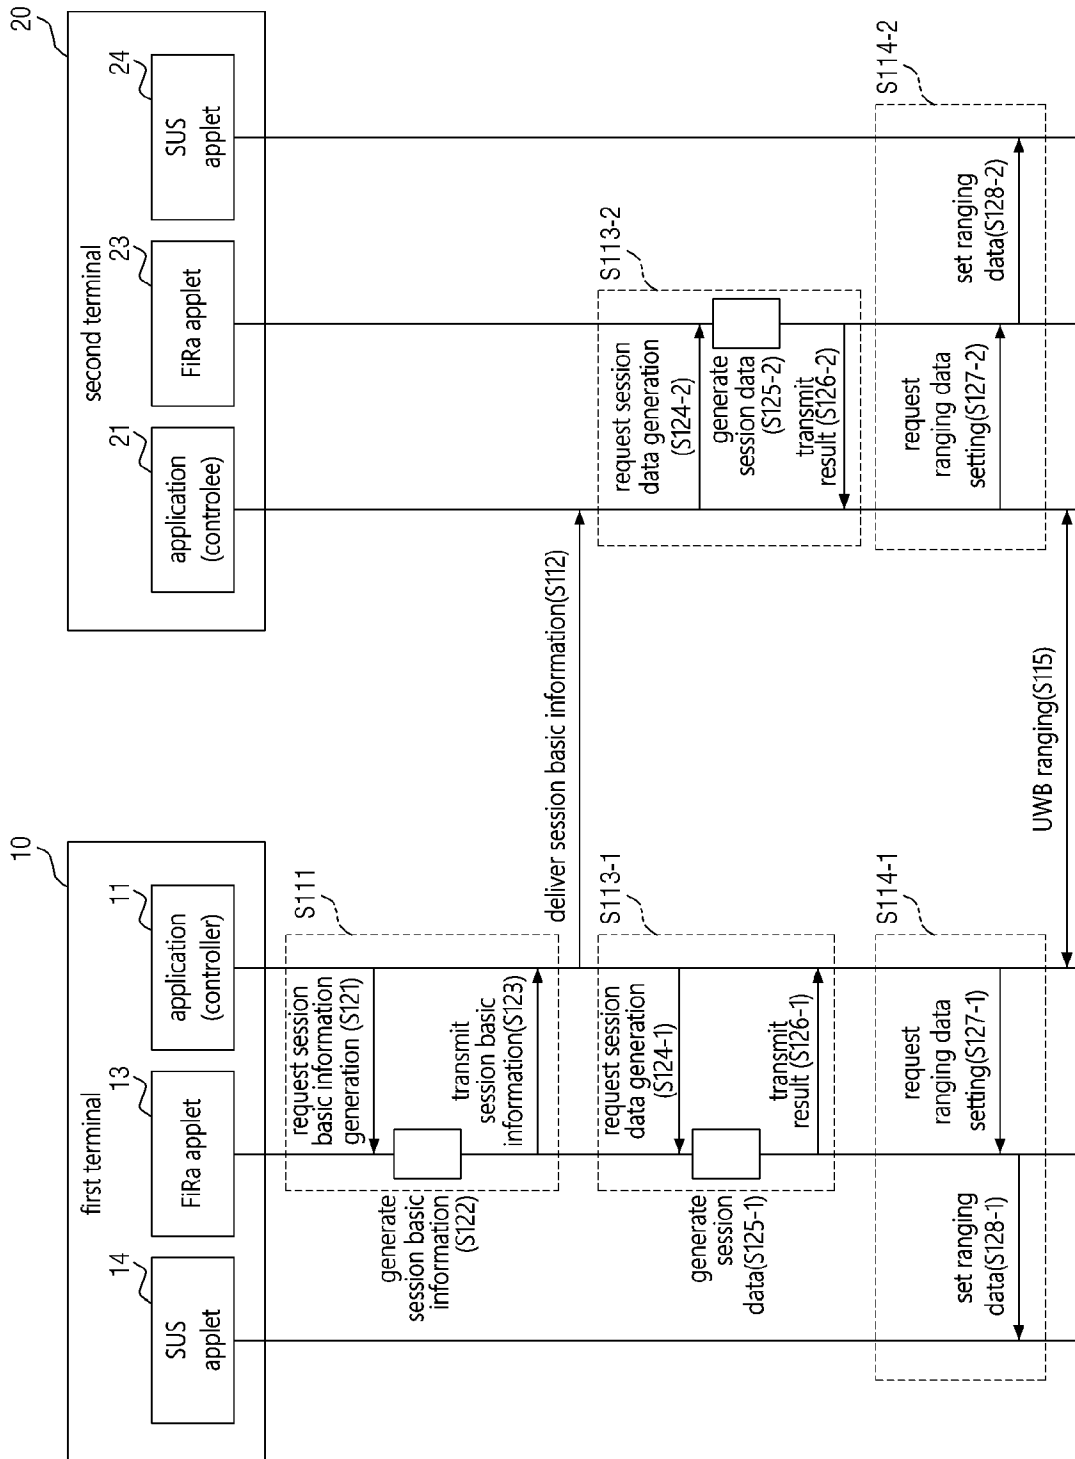 10
first terminal
14
SUS
applet
13
FiRa applet
11
application
(controller)
20
second terminal
21
application
(controlee)
23
FiRa applet
24
SUS
applet
S111
request session
basic information
generation (S121)
generate
session basic
information
(S122)
transmit
session basic
information(S123)
deliver session basic information(S112)
S113-1
request session
data generation
(S124-1)
generate
session
data(S125-1)
transmit
result (S126-1)
S113-2
request session
data generation
(S124-2)
generate
session data
(S125-2)
transmit
result (S126-2)
S114-1
request
ranging data
setting(S127-1)
set ranging
data(S128-1)
S114-2
request
ranging data
setting(S127-2)
set ranging
data(S128-2)
UWB ranging(S115)